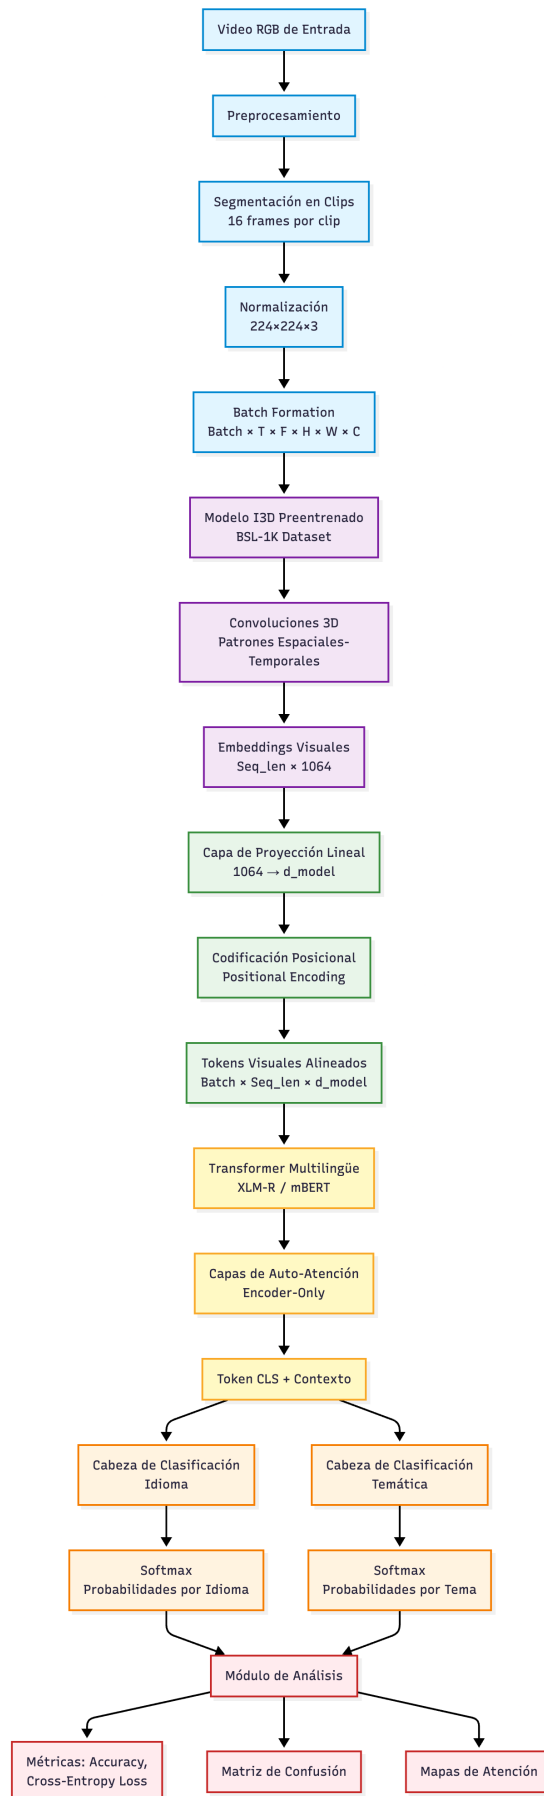 Video RGB de Entrada
Preprocesamiento
Segmentación en Clips
16 frames por clip
Normalización
224×224×3
Batch Formation
Batch × T × F × H × W × C
Modelo I3D Preentrenado
BSL-1K Dataset
Convoluciones 3D
Patrones Espaciales-
Temporales
Embeddings Visuales
Seq_len × 1064
Capa de Proyección Lineal
1064 → d_model
Codificación Posicional
Positional Encoding
Tokens Visuales Alineados
Batch × Seq_len × d_model
Transformer Multilingüe
XLM-R / mBERT
Capas de Auto-Atención
Encoder-Only
Token CLS + Contexto
Cabeza de Clasificación
Idioma
Cabeza de Clasificación
Temática
Softmax
Probabilidades por Idioma
Softmax
Probabilidades por Tema
Módulo de Análisis
Métricas: Accuracy,
Cross-Entropy Loss
Matriz de Confusión
Mapas de Atención